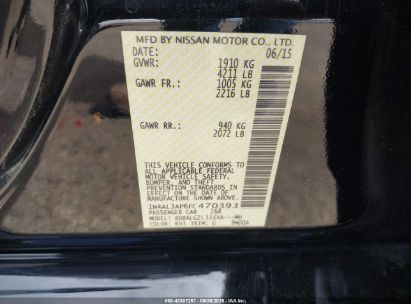 MFD BY NISSAN MOTOR CO., LTD.
DATE: 06/15
GVWR: 1910 KG
4211 LB
GAWR FR.: 1005 KG
2216 LB
GAWR RR.: 940 KG
2072 LB
THIS VEHICLE CONFORMS TO
ALL APPLICABLE FEDERAL
MOTOR VEHICLE SAFETY,
BUMPER, AND THEFT
PREVENTION STANDARDS IN
EFFECT ON THE DATE OF
MANUFACTURE SHOWN ABOVE.
1N4AL3AP6FC470393
PASSENGER CAR 268
MODEL:
COLOR: KH3 TRIM: G